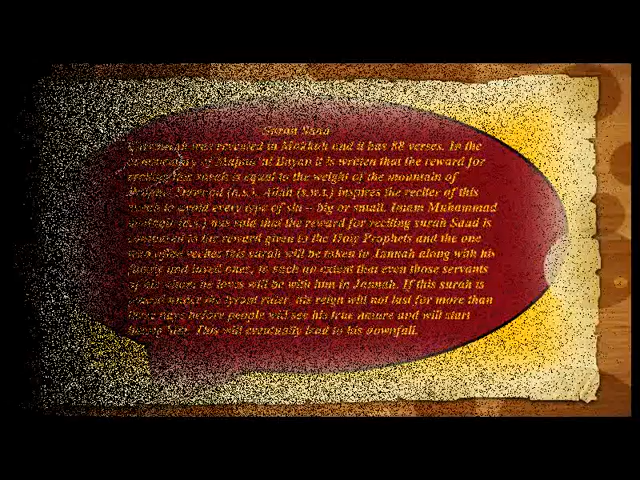 Surah Saad
This surah was revealed in Makkah and it has 88 verses. In the
commentary of Majma' al Bayan it is written that the reward for
reciting this surah is equal to the weight of the mountain of
Prophet Dawood (a.s.). Allah (s.w.t.) inspires the reciter of this
surah to avoid every type of sin – big or small. Imam Muhammad
(a.s.) has said that the reward for reciting surah Saad is
compared to the reward given to the Holy Prophets and the one
who often recites this surah will be taken to Jannah along with his
family and loved ones, to such an extent that even those servants
of his whom he loves will be with him in Jannah. If this surah is
placed under the tyrant ruler, his reign will not last for more than
three days before people will see his true nature and will start
him. This will eventually lead to his downfall.